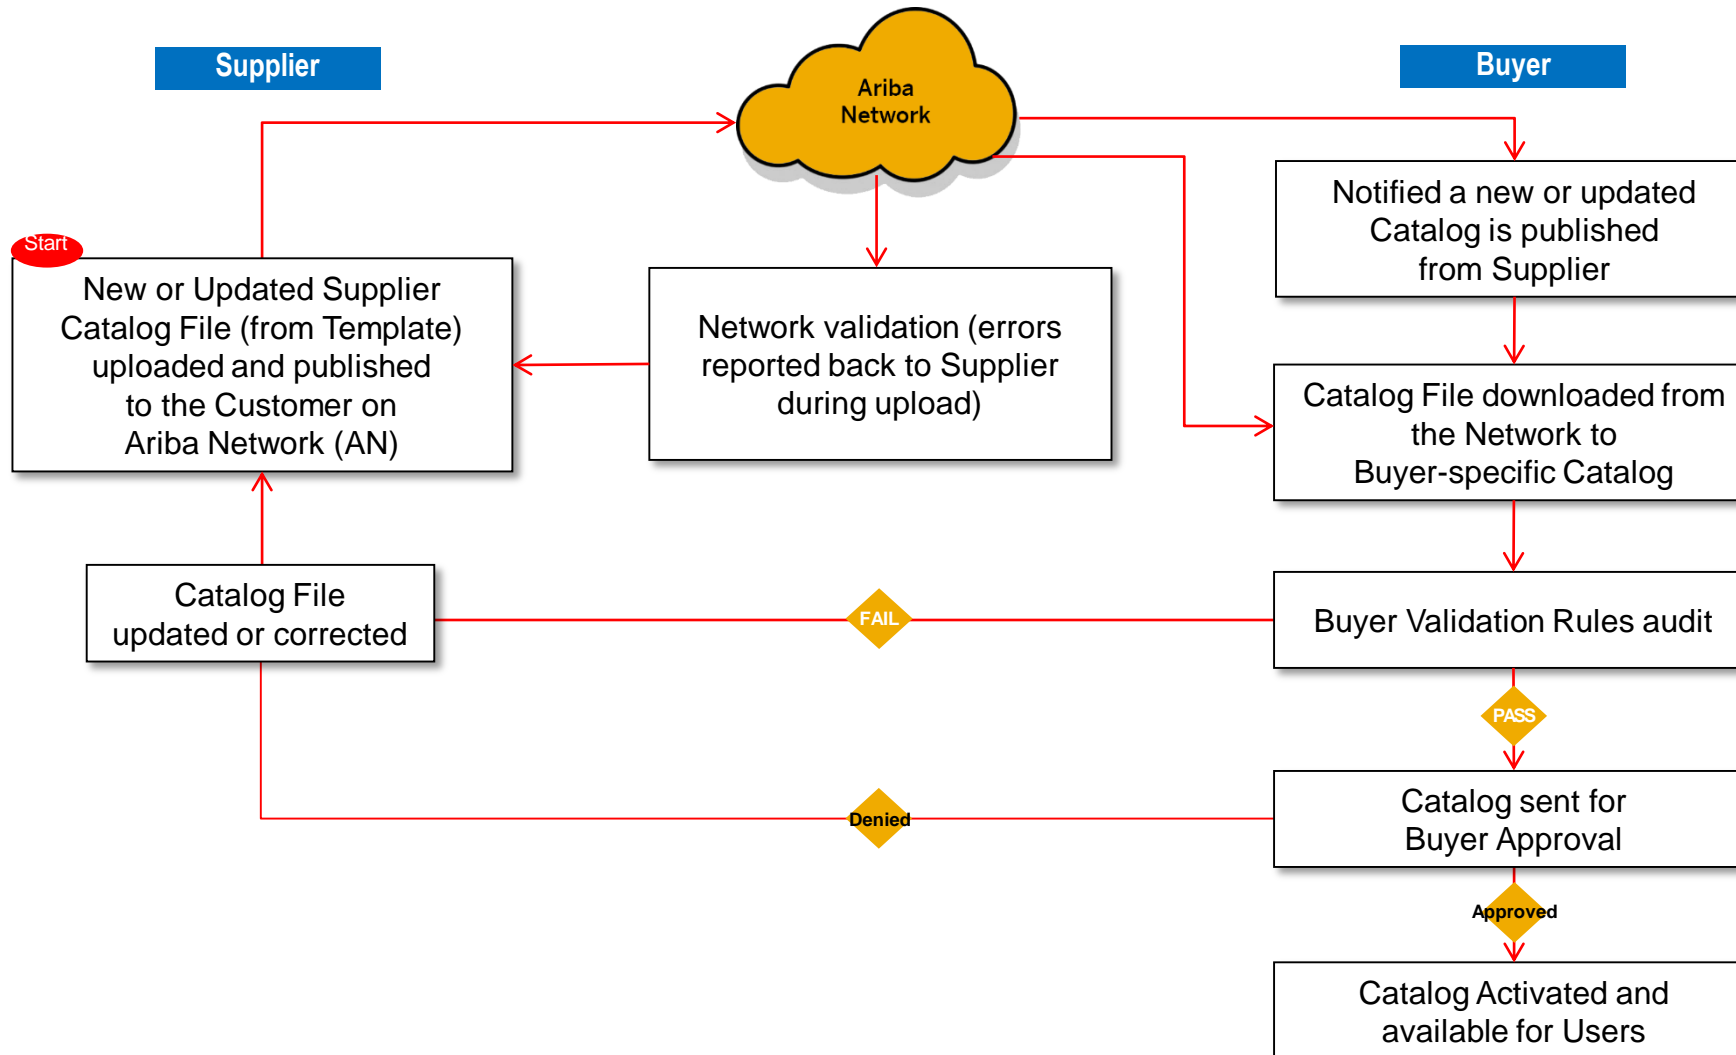 Supplier
Ariba
Network
Buyer
Start
New or Updated Supplier
Catalog File (from Template)
uploaded and published
to the Customer on
Ariba Network (AN)
Network validation (errors
reported back to Supplier
during upload)
Notified a new or updated
Catalog is published
from Supplier
Catalog File downloaded from
the Network to
Buyer-specific Catalog
Catalog File
updated or corrected
FAIL
Buyer Validation Rules audit
PASS
Denied
Catalog sent for
Buyer Approval
Approved
Catalog Activated and
available for Users